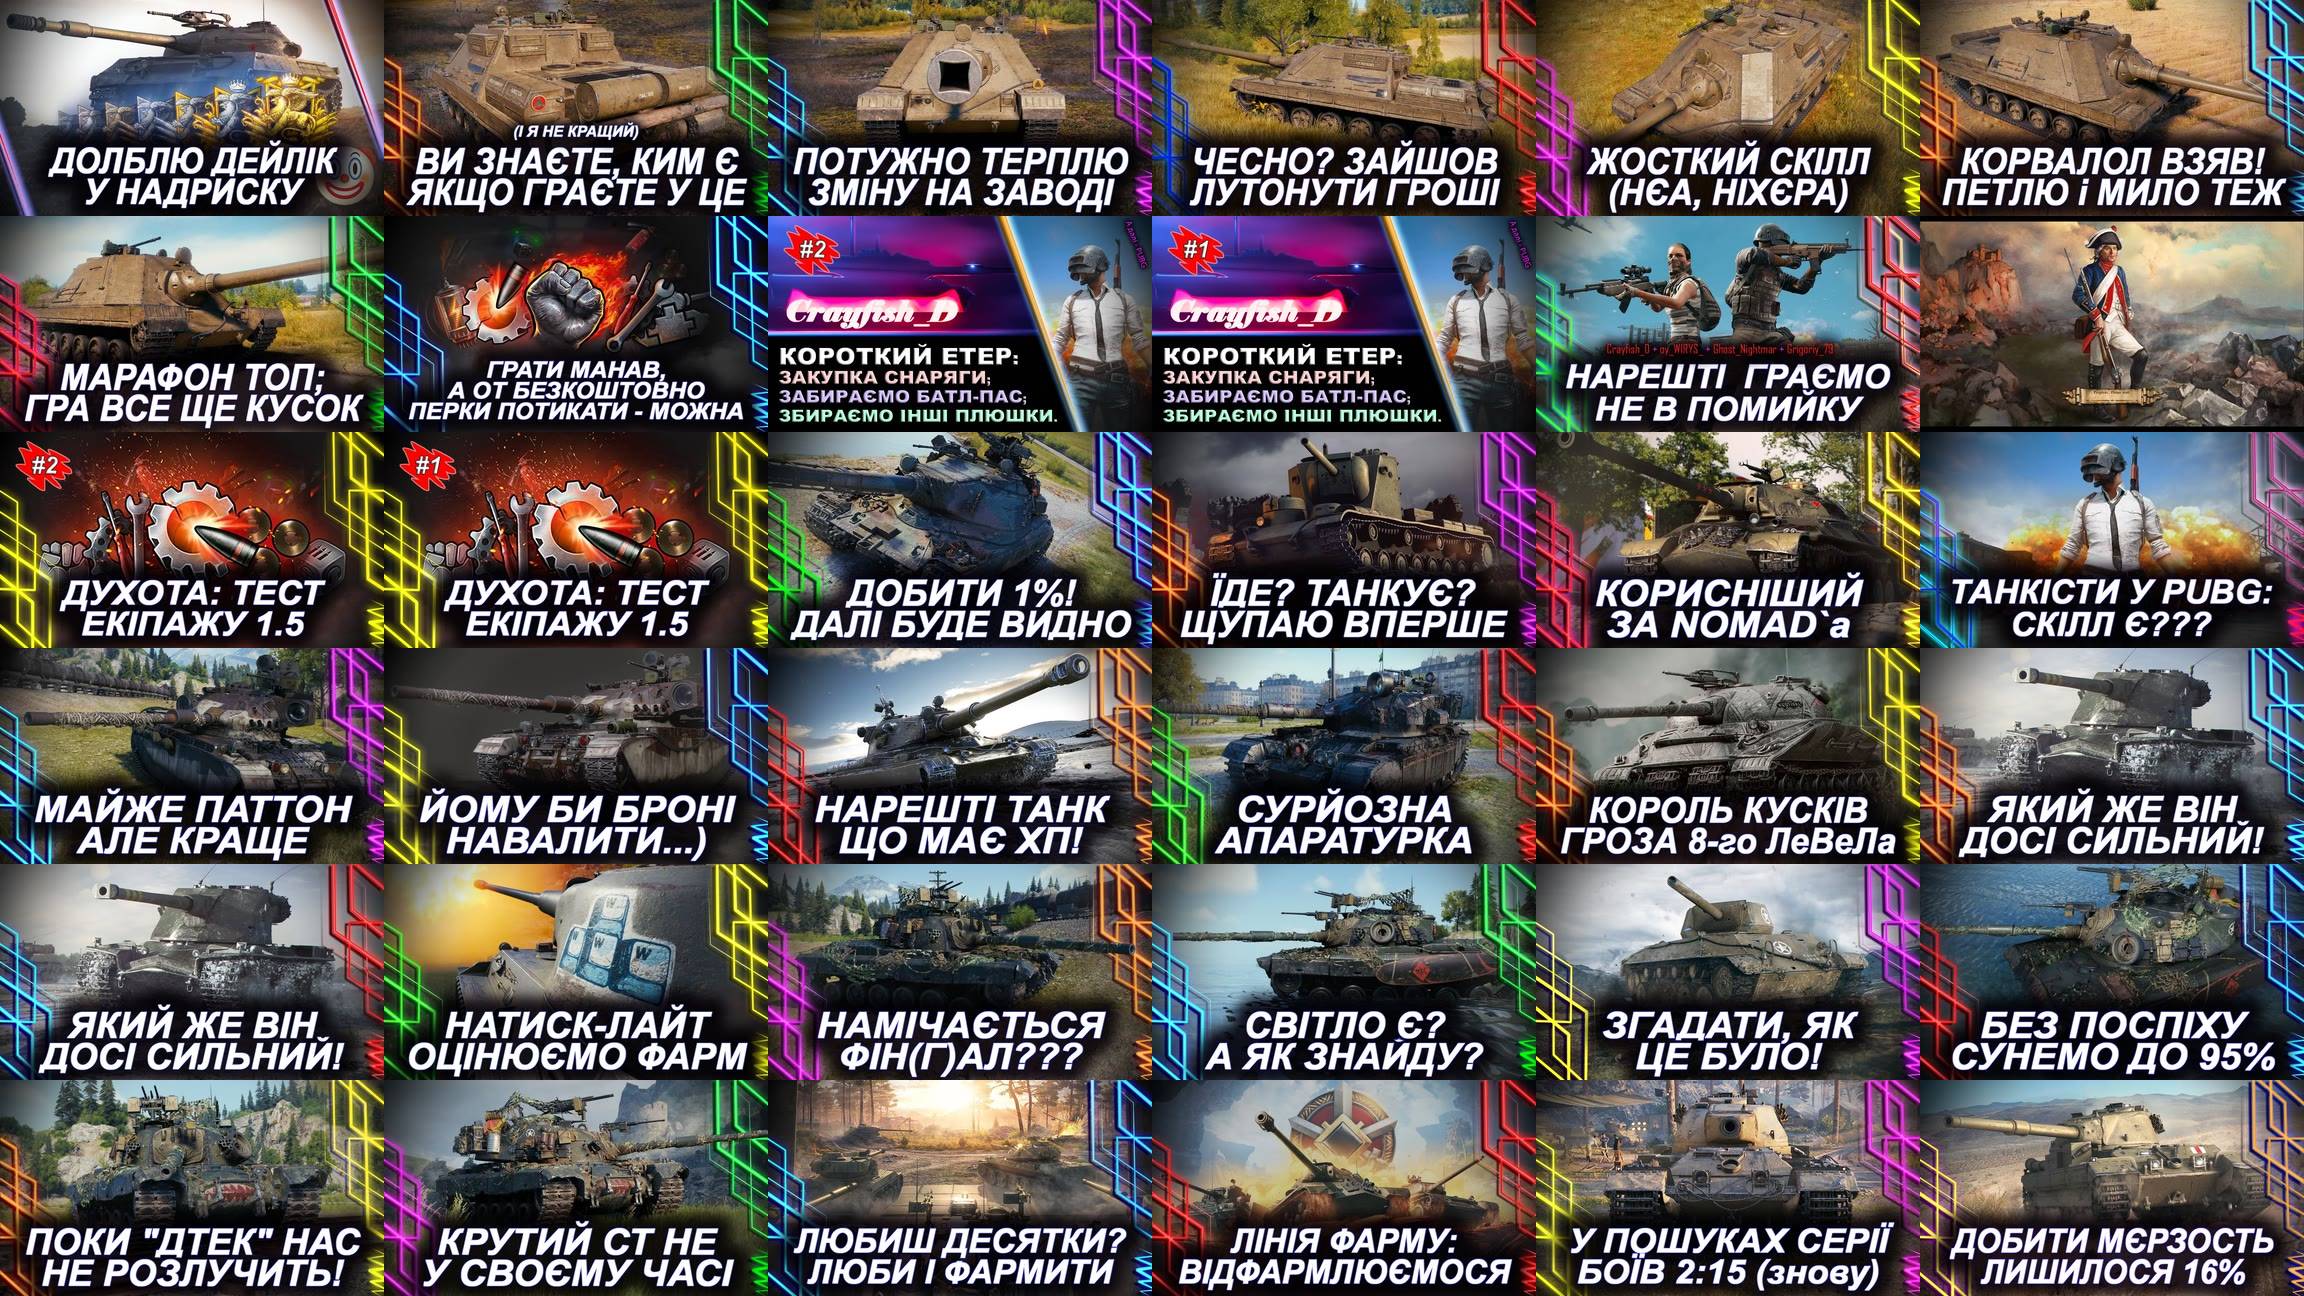 ДОЛБЛЮ ДЕЙЛІК
У НАДРИСКУ
(І Я НЕ КРАЩИЙ)
ВИ ЗНАЄТЕ, КИМ Є
ЯКЩО ГРАЄТЕ У ЦЕ
ПОТУЖНО ТЕРПЛЮ
ЗМІНУ НА ЗАВОДІ
ЧЕСНО? ЗАЙШОВ
ЛУТОНУТИ ГРОШІ
ЖОСТКИЙ СКІЛЛ
(НЄА, НІХЄРА)
КОРВАЛОЛ ВЗЯВ!
ПЕТЛЮ і МИЛО ТЕЖ
МАРАФОН ТОП;
ГРА ВСЕ ЩЕ КУСОК
ГРАТИ МАНАВ,
А ОТ БЕЗКОШТОВНО
ПЕРКИ ПОТИКАТИ - МОЖНА
#2
Crayfish_D
КОРОТКИЙ ЕТЕР:
ЗАКУПКА СНАРЯГИ;
ЗАБИРАЄМО БАТЛ-ПАС;
ЗБИРАЄМО ІНШІ ПЛЮШКИ.
#1
Crayfish_D
КОРОТКИЙ ЕТЕР:
ЗАКУПКА СНАРЯГИ;
ЗАБИРАЄМО БАТЛ-ПАС;
ЗБИРАЄМО ІНШІ ПЛЮШКИ.
Crayfish_D + oy_WIRYS_ + Ghost_Nightmar + Grigoriy_79
НАРЕШТІ ГРАЄМО
НЕ В ПОМИЙКУ
#2
ДУХОТА: ТЕСТ
ЕКІПАЖУ 1.5
#1
ДУХОТА: ТЕСТ
ЕКІПАЖУ 1.5
ДОБИТИ 1%!
ДАЛІ БУДЕ ВИДНО
ЇДЕ? ТАНКУЄ?
ЩУПАЮ ВПЕРШЕ
КОРИСНІШИЙ
ЗА NOMAD`а
ТАНКІСТИ У PUBG:
СКІЛЛ Є???
МАЙЖЕ ПАТТОН
АЛЕ КРАЩЕ
ЙОМУ БИ БРОНІ
НАВАЛИТИ...)
НАРЕШТІ ТАНК
ЩО МАЄ ХП!
СУРЙОЗНА
АПАРАТУРКА
КОРОЛЬ КУСКІВ
ГРОЗА 8-го ЛеВеЛа
ЯКИЙ ЖЕ ВІН
ДОСІ СИЛЬНИЙ!
ЯКИЙ ЖЕ ВІН
ДОСІ СИЛЬНИЙ!
W
W W W
НАТИСК-ЛАЙТ
ОЦІНЮЄМО ФАРМ
НАМІЧАЄТЬСЯ
ФІН(Г)АЛ???
СВІТЛО Є?
А ЯК ЗНАЙДУ?
ЗГАДАТИ, ЯК
ЦЕ БУЛО!
БЕЗ ПОСПІХУ
СУНЕМО ДО 95%
ПОКИ "ДТЕК" НАС
НЕ РОЗЛУЧИТЬ!
КРУТИЙ СТ НЕ
У СВОЄМУ ЧАСІ
ЛЮБИШ ДЕСЯТКИ?
ЛЮБИ І ФАРМИТИ
ЛІНІЯ ФАРМУ:
ВІДФАРМЛЮЄМОСЯ
У ПОШУКАХ СЕРІЇ
БОЇВ 2:15 (знову)
ДОБИТИ МЄРЗОСТЬ
ЛИШИЛОСЯ 16%